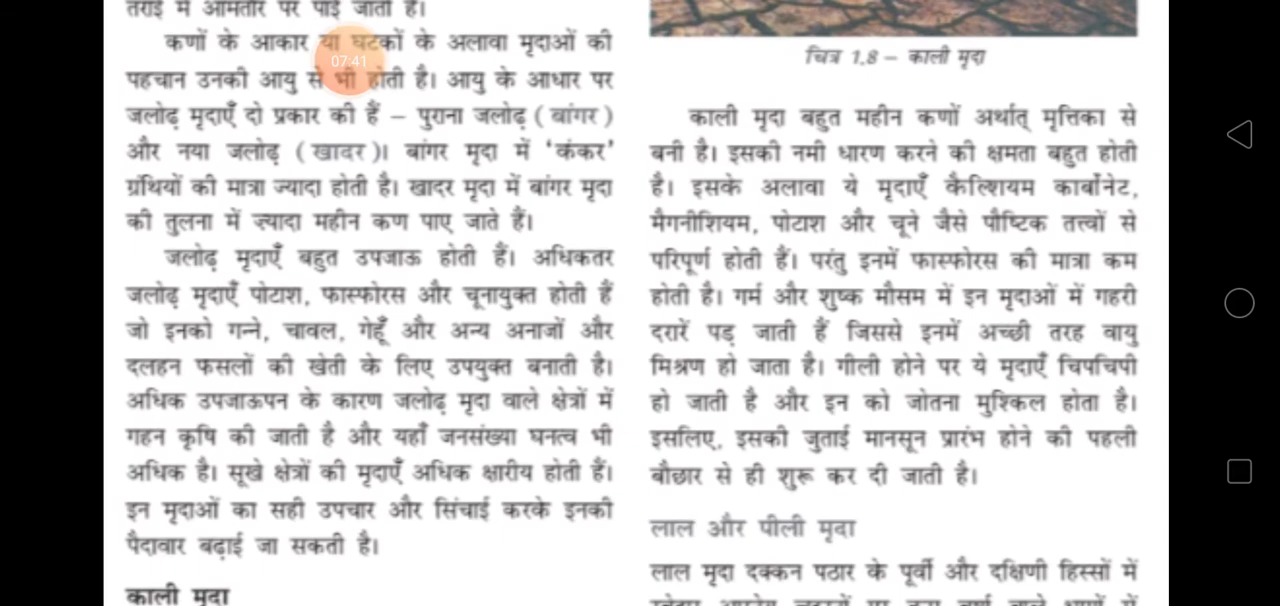 तराई में आमतौर पर पाई जाती हैं।
कणों के आकार या घटकों के अलावा मृदाओं की
पहचान उनकी आयु से भी होती है। आयु के आधार पर
जलोढ़ मृदाएँ दो प्रकार की हैं – पुराना जलोढ़ (बांगर)
और नया जलोढ़ (खादर)। बांगर मृदा में ‘कंकर’
ग्रंथियों की मात्रा ज्यादा होती है। खादर मृदा में बांगर मृदा
की तुलना में ज्यादा महीन कण पाए जाते हैं।
जलोढ़ मृदाएँ बहुत उपजाऊ होती हैं। अधिकतर
जलोढ़ मृदाएँ पोटाश, फास्फोरस और चूनायुक्त होती हैं
जो इनको गन्ने, चावल, गेहूँ और अन्य अनाजों और
दलहन फसलों की खेती के लिए उपयुक्त बनाती है।
अधिक उपजाऊपन के कारण जलोढ़ मृदा वाले क्षेत्रों में
गहन कृषि की जाती है और यहाँ जनसंख्या घनत्व भी
अधिक है। सूखे क्षेत्रों की मृदाएँ अधिक क्षारीय होती हैं।
इन मृदाओं का सही उपचार और सिंचाई करके इनकी
पैदावार बढ़ाई जा सकती है।
काली मृदा
07:41
चित्र 1.8 – काली मृदा
काली मृदा बहुत महीन कणों अर्थात् मृत्तिका से
बनी है। इसकी नमी धारण करने की क्षमता बहुत होती
है। इसके अलावा ये मृदाएँ कैल्शियम कार्बोनेट,
मैगनीशियम, पोटाश और चूने जैसे पौष्टिक तत्त्वों से
परिपूर्ण होती हैं। परंतु इनमें फास्फोरस की मात्रा कम
होती है। गर्म और शुष्क मौसम में इन मृदाओं में गहरी
दरारें पड़ जाती हैं जिससे इनमें अच्छी तरह वायु
मिश्रण हो जाता है। गीली होने पर ये मृदाएँ चिपचिपी
हो जाती है और इन को जोतना मुश्किल होता है।
इसलिए, इसकी जुताई मानसून प्रारंभ होने की पहली
बौछार से ही शुरू कर दी जाती है।
लाल और पीली मृदा
लाल मृदा दक्कन पठार के पूर्वी और दक्षिणी हिस्सों में